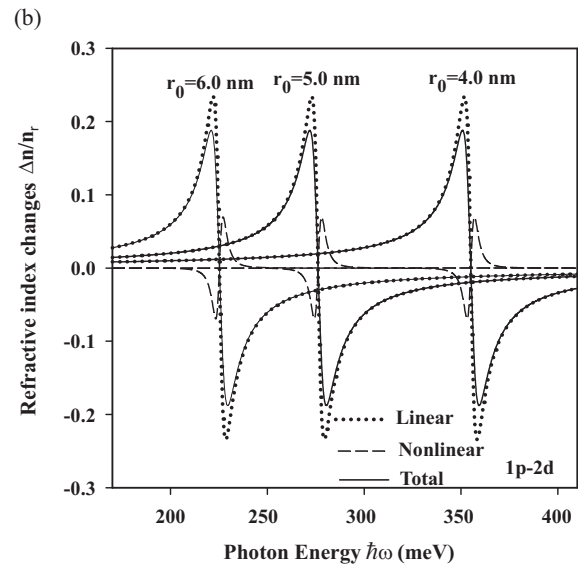 (b)
0.3
r0=6.0 nm r0=5.0 nm r0=4.0 nm
0.2
0.1
0.0
-0.1
-0.2
-0.3
Refractive index changes Δn/nr
Linear
Nonlinear
Total
1p-2d
200 250 300 350 400
Photon Energy ℏω (meV)